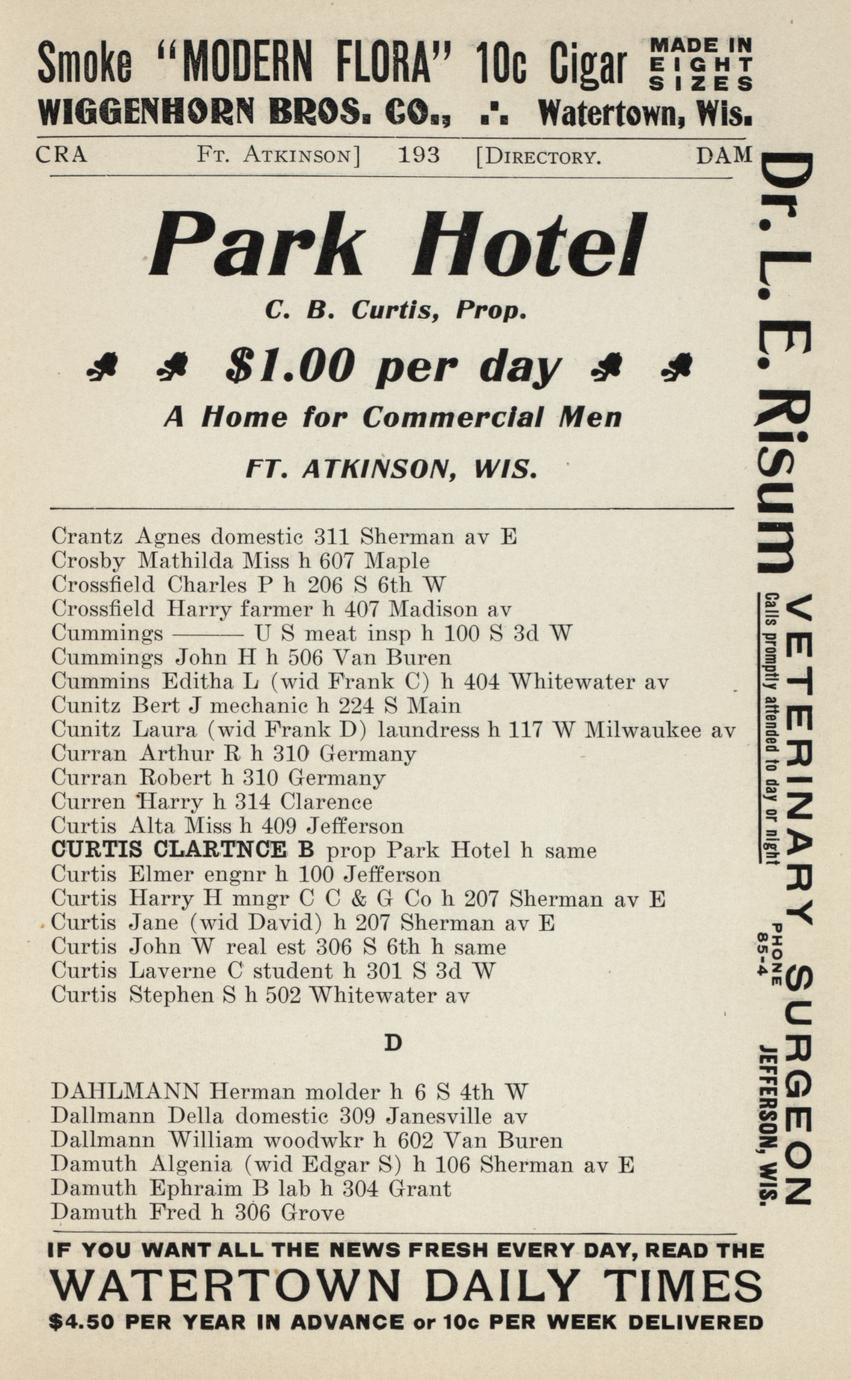 Smoke "MODERN FLORA" 10c Cigar MADE IN EIGHT SIZES
WIGGENHORN BROS. CO., ∴ Watertown, Wis.
CRA FT. ATKINSON] 193 [DIRECTORY. DAM
Park Hotel
C. B. Curtis, Prop.
$1.00 per day
A Home for Commercial Men
FT. ATKINSON, WIS.
Crantz Agnes domestic 311 Sherman av E
Crosby Mathilda Miss h 607 Maple
Crossfield Charles P h 206 S 6th W
Crossfield Harry farmer h 407 Madison av
Cummings ——— U S meat insp h 100 S 3d W
Cummings John H h 506 Van Buren
Cummins Editha L (wid Frank C) h 404 Whitewater av
Cunitz Bert J mechanic h 224 S Main
Cunitz Laura (wid Frank D) laundress h 117 W Milwaukee av
Curran Arthur R h 310 Germany
Curran Robert h 310 Germany
Curren Harry h 314 Clarence
Curtis Alta Miss h 409 Jefferson
CURTIS CLARTNCE B prop Park Hotel h same
Curtis Elmer engnr h 100 Jefferson
Curtis Harry H mngr C C & G Co h 207 Sherman av E
Curtis Jane (wid David) h 207 Sherman av E
Curtis John W real est 306 S 6th h same
Curtis Laverne C student h 301 S 3d W
Curtis Stephen S h 502 Whitewater av
D
DAHLMANN Herman molder h 6 S 4th W
Dallmann Della domestic 309 Janesville av
Dallmann William woodwkr h 602 Van Buren
Damuth Algenia (wid Edgar S) h 106 Sherman av E
Damuth Ephraim B lab h 304 Grant
Damuth Fred h 306 Grove
IF YOU WANT ALL THE NEWS FRESH EVERY DAY, READ THE
WATERTOWN DAILY TIMES
$4.50 PER YEAR IN ADVANCE or 10c PER WEEK DELIVERED
Dr. L. E. Risum
VETERINARY SURGEON
Calls promptly attended to day or night
PHONE 85-4
JEFFERSON, WIS.